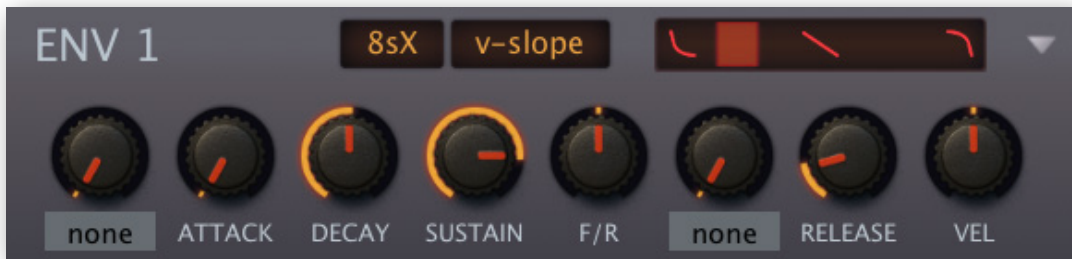 ENV 1 8sX v-slope
none ATTACK DECAY SUSTAIN F/R none RELEASE VEL